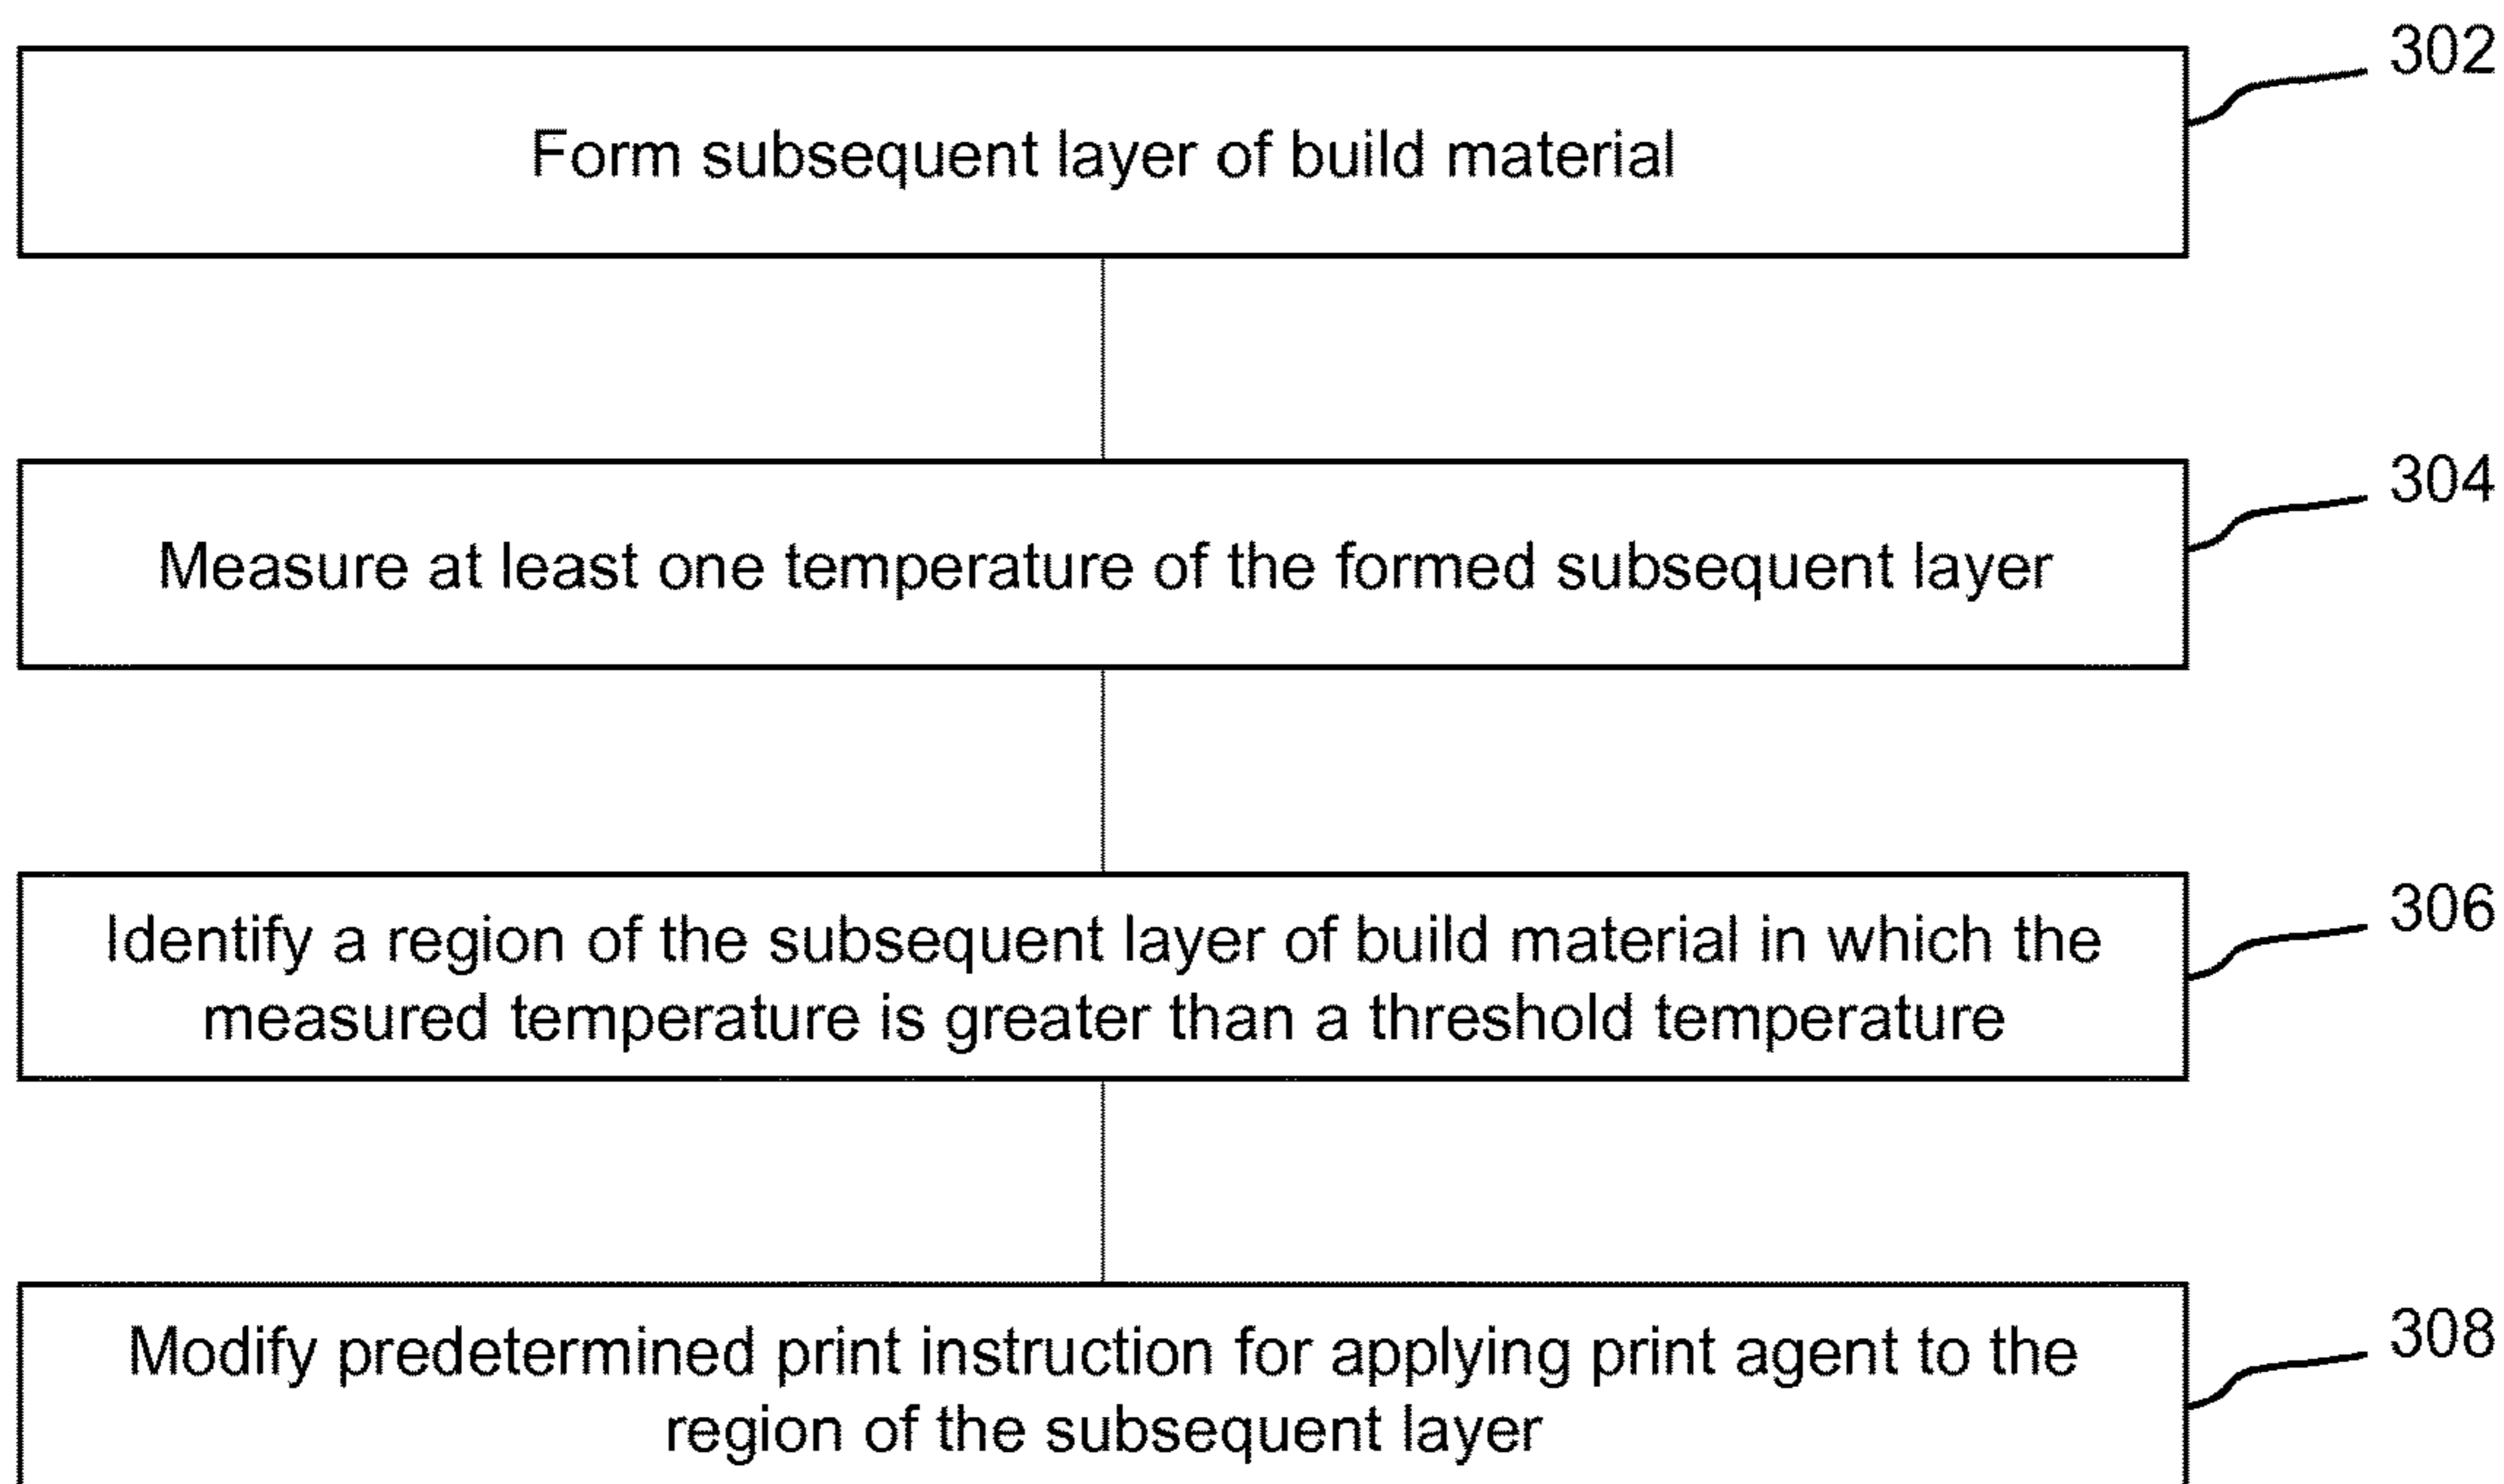 302
Form subsequent layer of build material
304
Measure at least one temperature of the formed subsequent layer
306
Identify a region of the subsequent layer of build material in which the
measured temperature is greater than a threshold temperature
308
Modify predetermined print instruction for applying print agent to the
region of the subsequent layer